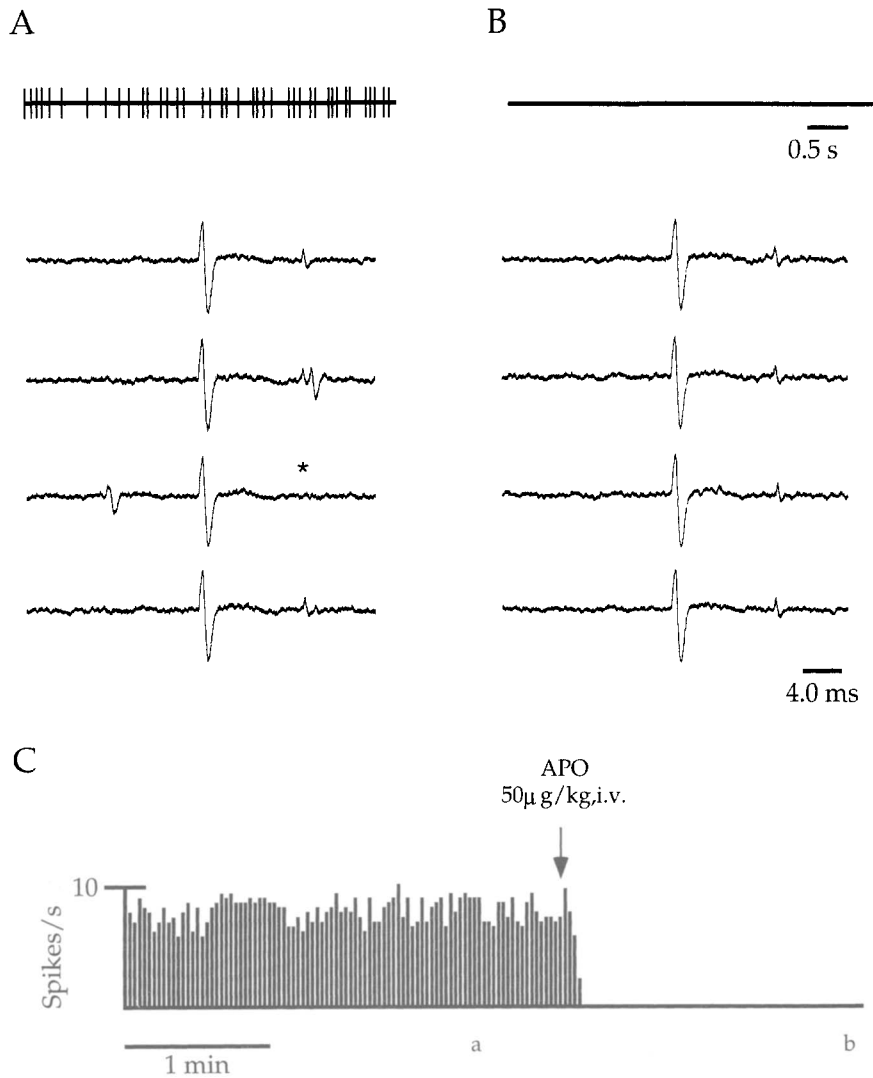 A
B
0.5 s
*
4.0 ms
C
APO
50μ g/kg,i.v.
10
Spikes/s
1 min
a
b